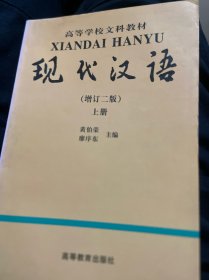 高等学校文科教材
XIANDAI HANYU
现代汉语
(增订二版)
上册
黄伯荣
廖序东 主编
高等教育出版社